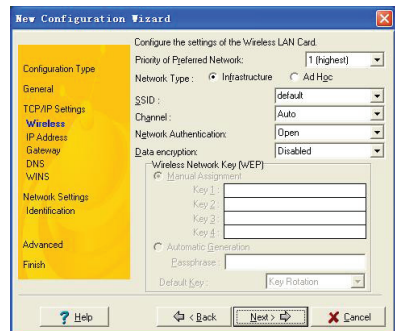 New Configuration Wizard
Configuration Type
General
TCP/IP Settings
Wireless
IP Address
Gateway
DNS
WINS
Network Settings
Identification
Advanced
Finish
Configure the settings of the Wireless LAN Card.
Priority of Preferred Network: 1 (highest)
Network Type : Infrastructure Ad Hoc
SSID : default
Channel : Auto
Network Authentication: Open
Data encryption: Disabled
Wireless Network Key (WEP)
Manual Assignment
Key 1 :
Key 2 :
Key 3 :
Key 4 :
Automatic Generation
Passphrase :
Default Key : Key Rotation
? Help
< Back
Next >
Cancel